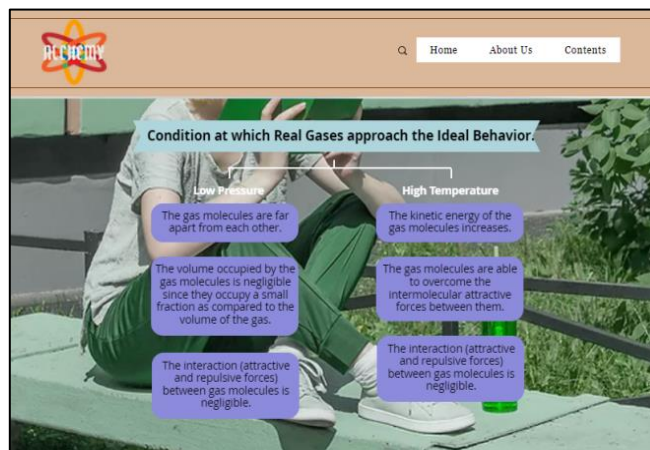 ALCHEMY
Home About Us Contents
Condition at which Real Gases approach the Ideal Behavior.
Low Pressure
The gas molecules are far
apart from each other.
The volume occupied by the
gas molecules is negligible
since they occupy a small
fraction as compared to the
volume of the gas.
The interaction (attractive
and repulsive forces)
between gas molecules is
negligible.
High Temperature
The kinetic energy of the
gas molecules increases.
The gas molecules are able
to overcome the
intermolecular attractive
forces between them.
The interaction (attractive
and repulsive forces)
between gas molecules is
negligible.